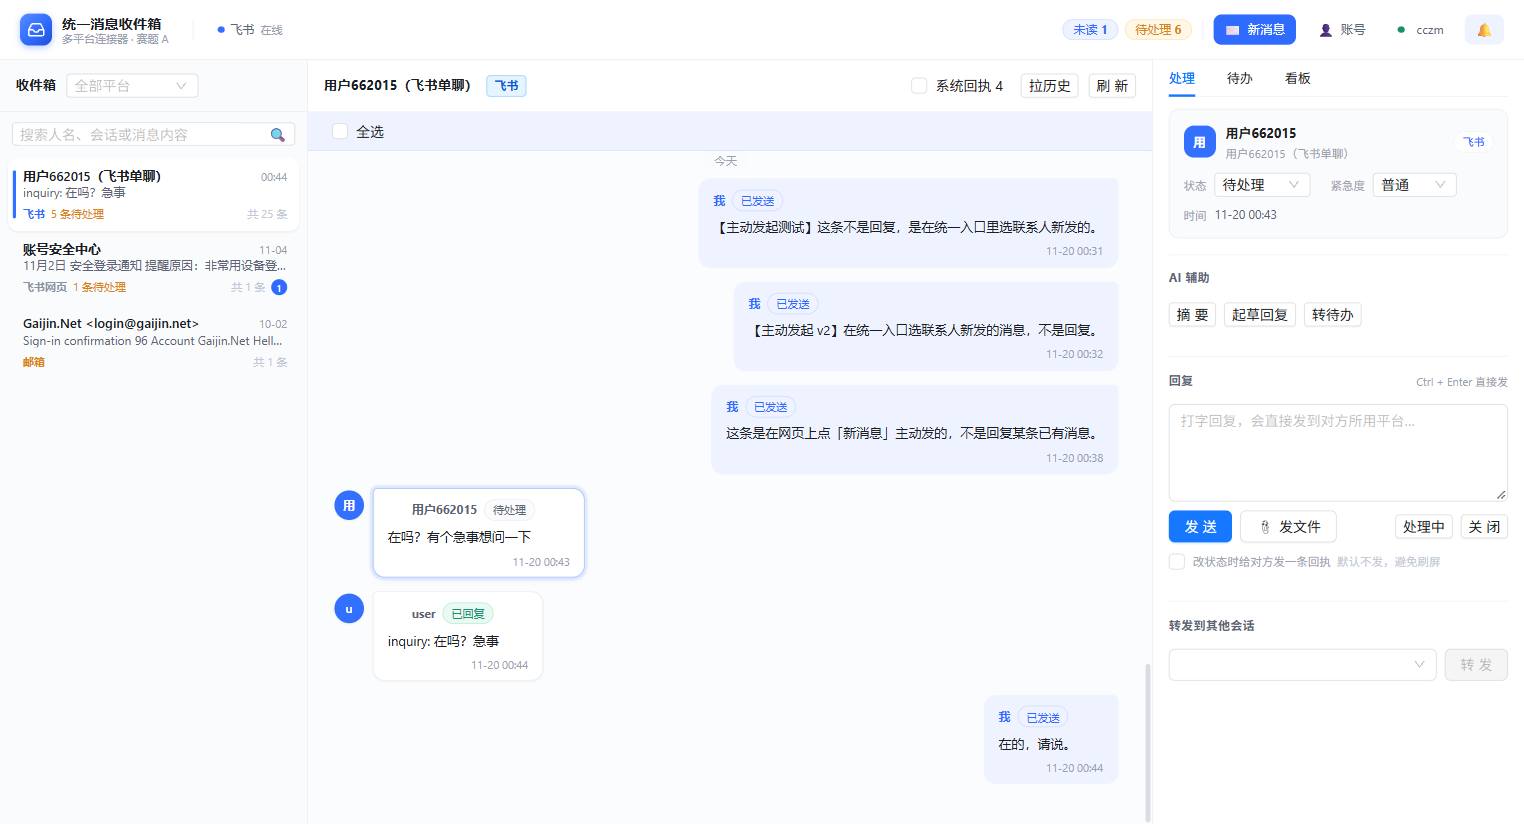 统一消息收件箱
多平台连接器 · 赛题 A
飞书 在线
未读 1
待处理 6
新消息
账号
cczm
收件箱
全部平台
搜索人名、会话或消息内容
用户662015（飞书单聊）
00:44
inquiry: 在吗？急事
飞书 5 条待处理
共 25 条
账号安全中心
11-04
11月2日 安全登录通知 提醒原因：非常用设备登...
飞书网页 1 条待处理
共 1 条
1
Gaijin.Net <login@gaijin.net>
10-02
Sign-in confirmation 96 Account Gaijin.Net Hell...
邮箱
共 1 条
用户662015（飞书单聊）
飞书
系统回执 4
拉历史
刷 新
全选
今天
我 已发送
【主动发起测试】这条不是回复，是在统一入口里选联系人新发的。
11-20 00:31
我 已发送
【主动发起 v2】在统一入口选联系人新发的消息，不是回复。
11-20 00:32
我 已发送
这条是在网页上点「新消息」主动发的，不是回复某条已有消息。
11-20 00:38
用
用户662015 待处理
在吗？有个急事想问一下
11-20 00:43
u
user 已回复
inquiry: 在吗？急事
11-20 00:44
我 已发送
在的，请说。
11-20 00:44
处理
待办
看板
用
用户662015
用户662015（飞书单聊）
飞书
状态 待处理
紧急度 普通
时间 11-20 00:43
AI 辅助
摘 要
起草回复
转待办
回复
Ctrl + Enter 直接发
打字回复，会直接发到对方所用平台...
发 送
发文件
处理中
关 闭
改状态时给对方发一条回执 默认不发，避免刷屏
转发到其他会话
转 发